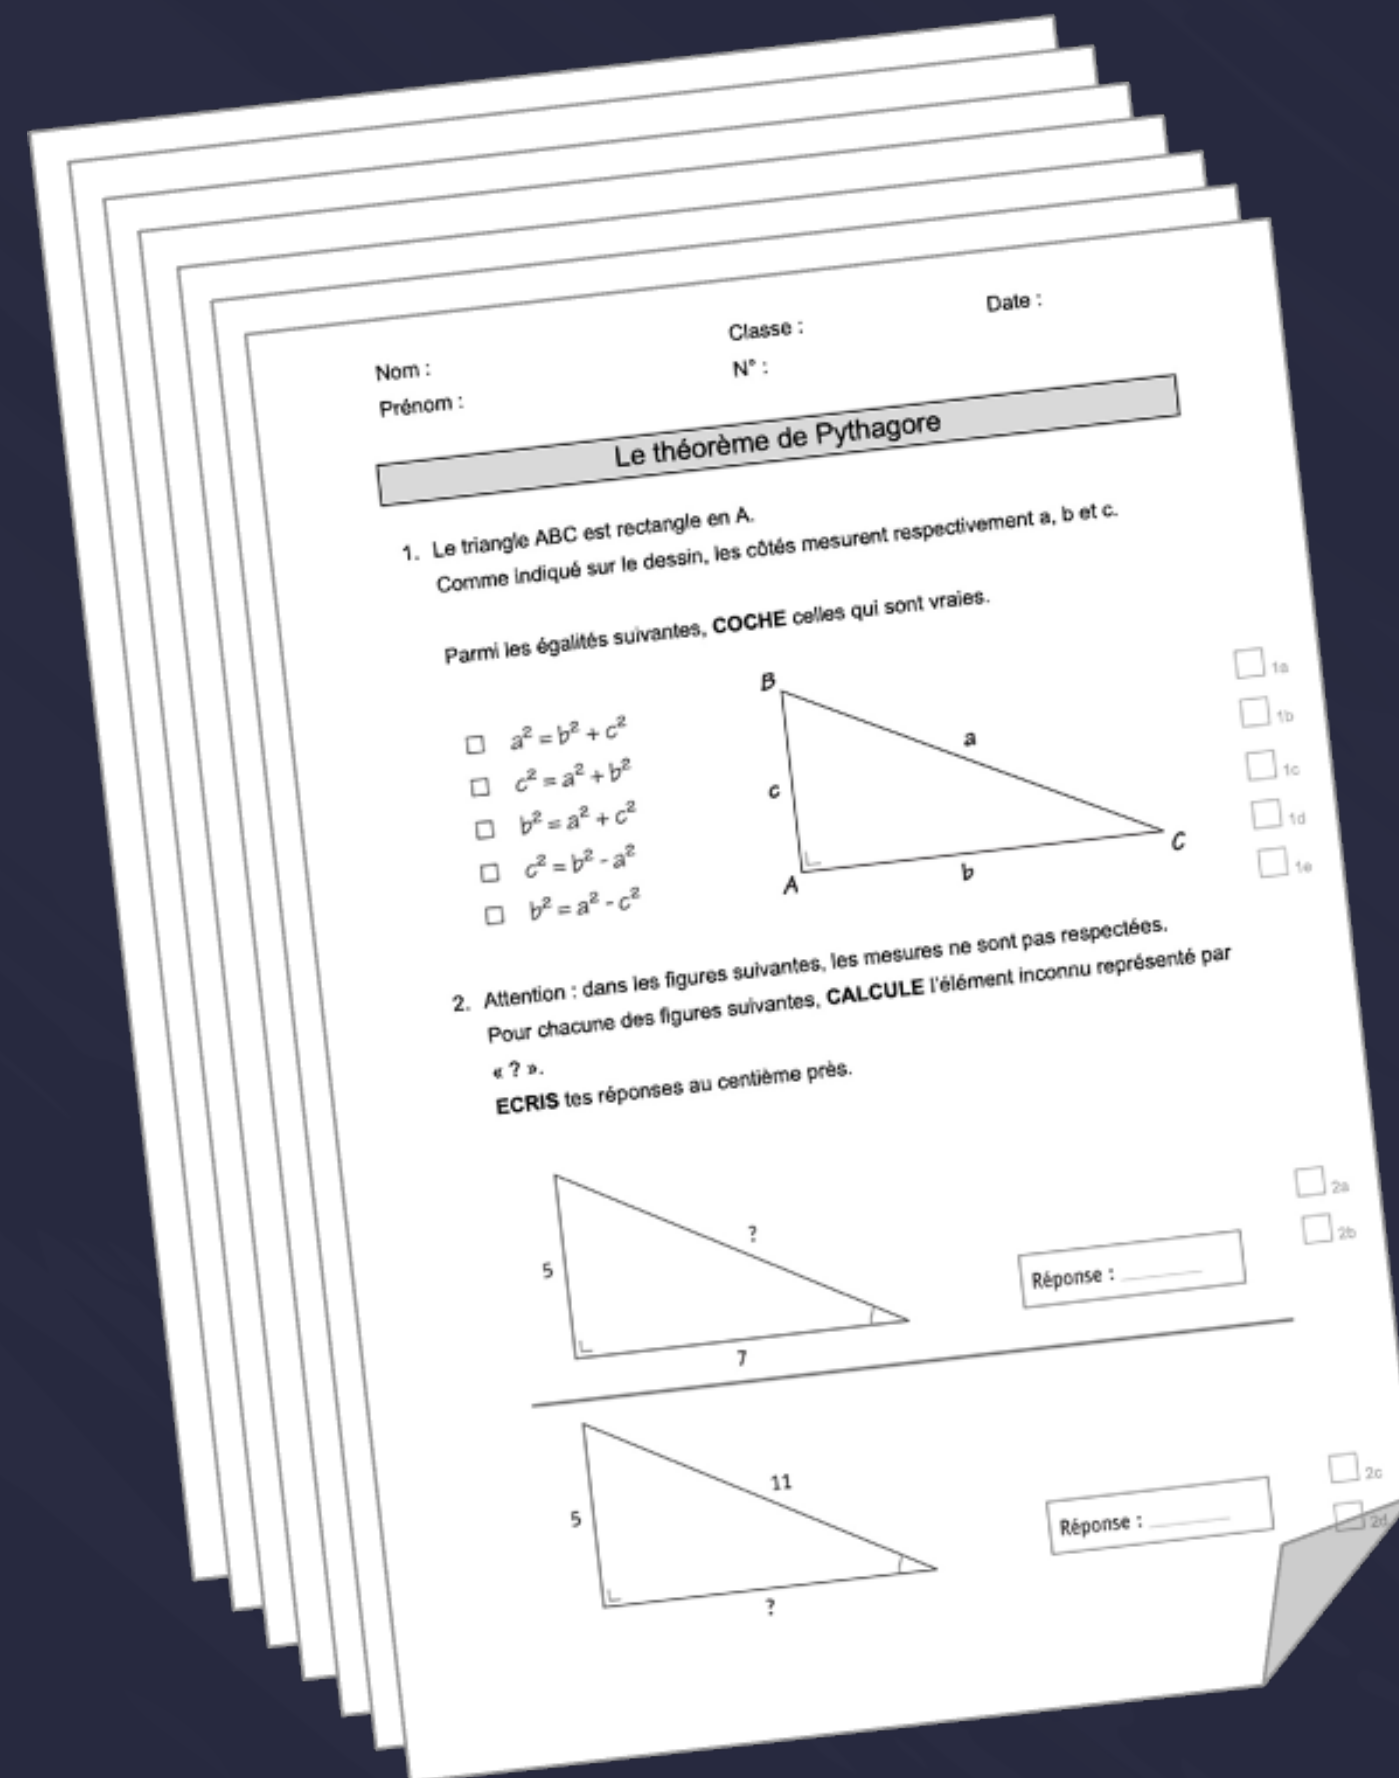 Nom :
Classe :
Date :
Prénom :
N° :
Le théorème de Pythagore
1. Le triangle ABC est rectangle en A.
Comme indiqué sur le dessin, les côtés mesurent respectivement a, b et c.
Parmi les égalités suivantes, COCHE celles qui sont vraies.
☐ a² = b² + c²
☐ c² = a² + b²
☐ b² = a² + c²
☐ c² = b² - a²
☐ b² = a² - c²
B
a
c
A
b
C
1a
1b
1c
1d
1e
2. Attention : dans les figures suivantes, les mesures ne sont pas respectées.
Pour chacune des figures suivantes, CALCULE l'élément inconnu représenté par
« ? ».
ECRIS tes réponses au centième près.
?
5
7
Réponse : ________
2a
2b
11
5
?
Réponse : ________
2c
2d